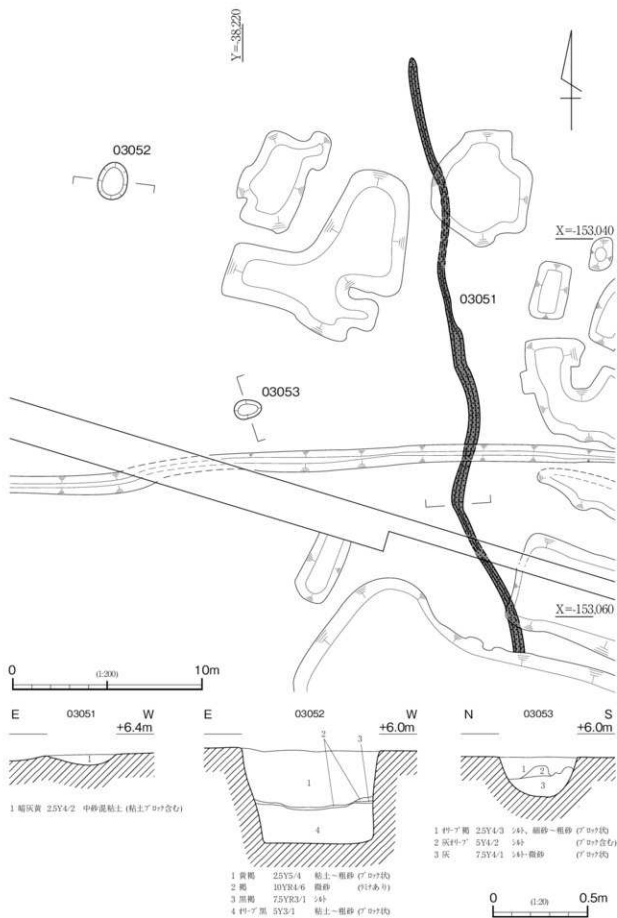 Y=-38,220
03052
X=-153,040
03051
03053
X=-153,060
0 (1:200) 10m
E 03051 W
+6.4m
1
1 暗灰黄 2.5Y4/2 中砂混粘土 (粘土ブロック含む)
E 03052 W
+6.0m
2 3
1
4
1 黄褐 2.5Y5/4 粘土～粗砂 (ブロック状)
2 褐 10YR4/6 微砂 (ラミナあり)
3 黒褐 7.5YR3/1 シルト
4 オリーブ黒 5Y3/1 粘土～粗砂 (ブロック状)
N 03053 S
+6.0m
1 2
3
1 オリーブ褐 2.5Y4/3 シルト、細砂～粗砂 (ブロック状)
2 灰オリーブ 5Y4/2 シルト (ブロック含む)
3 灰 7.5Y4/1 シルト・微砂 (ブロック状)
0 (1:20) 0.5m